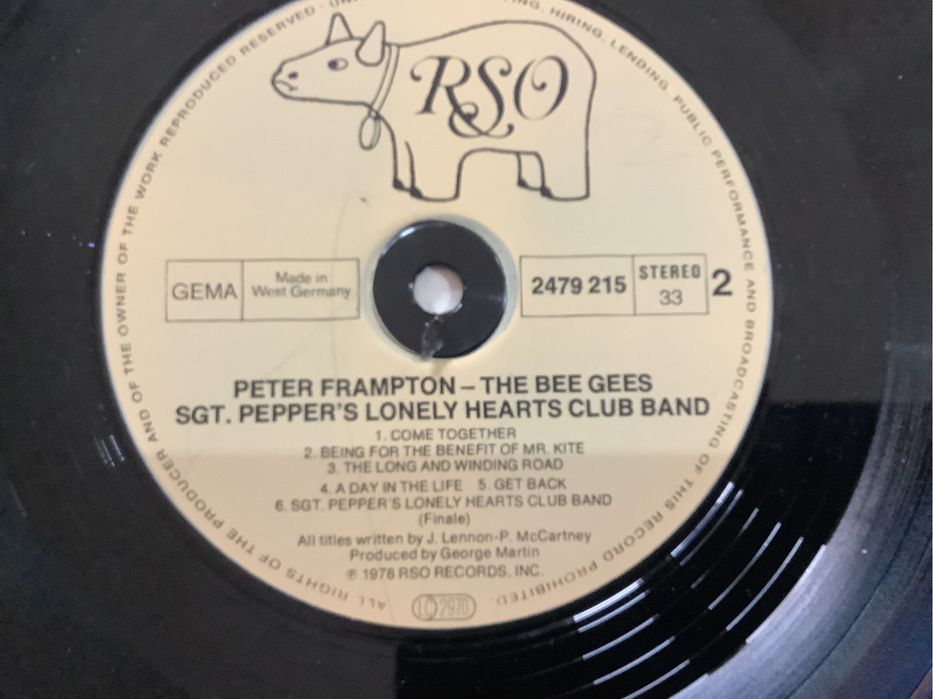 ALL RIGHTS OF THE PRODUCER AND OF THE OWNER OF THE WORK REPRODUCED RESERVED · HIRING, LENDING, PUBLIC PERFORMANCE AND BROADCASTING OF THIS RECORD PROHIBITED.
RSO
GEMA
Made in
West Germany
2479 215
STEREO
33
2
PETER FRAMPTON – THE BEE GEES
SGT. PEPPER'S LONELY HEARTS CLUB BAND
1. COME TOGETHER
2. BEING FOR THE BENEFIT OF MR. KITE
3. THE LONG AND WINDING ROAD
4. A DAY IN THE LIFE 5. GET BACK
6. SGT. PEPPER'S LONELY HEARTS CLUB BAND
(Finale)
All titles written by J. Lennon-P. McCartney
Produced by George Martin
℗ 1978 RSO RECORDS, INC.
LC 2970